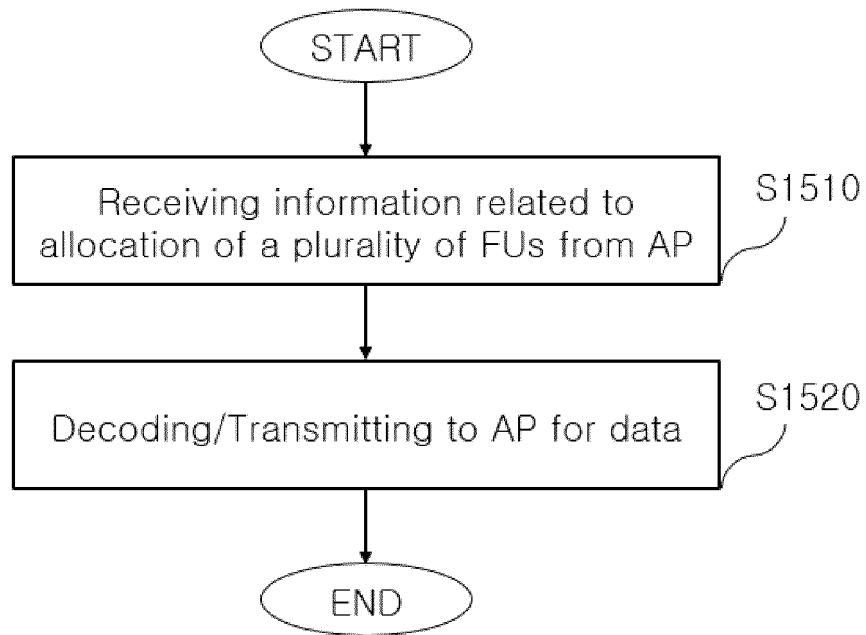 START
Receiving information related to
allocation of a plurality of FUs from AP
S1510
Decoding/Transmitting to AP for data
S1520
END